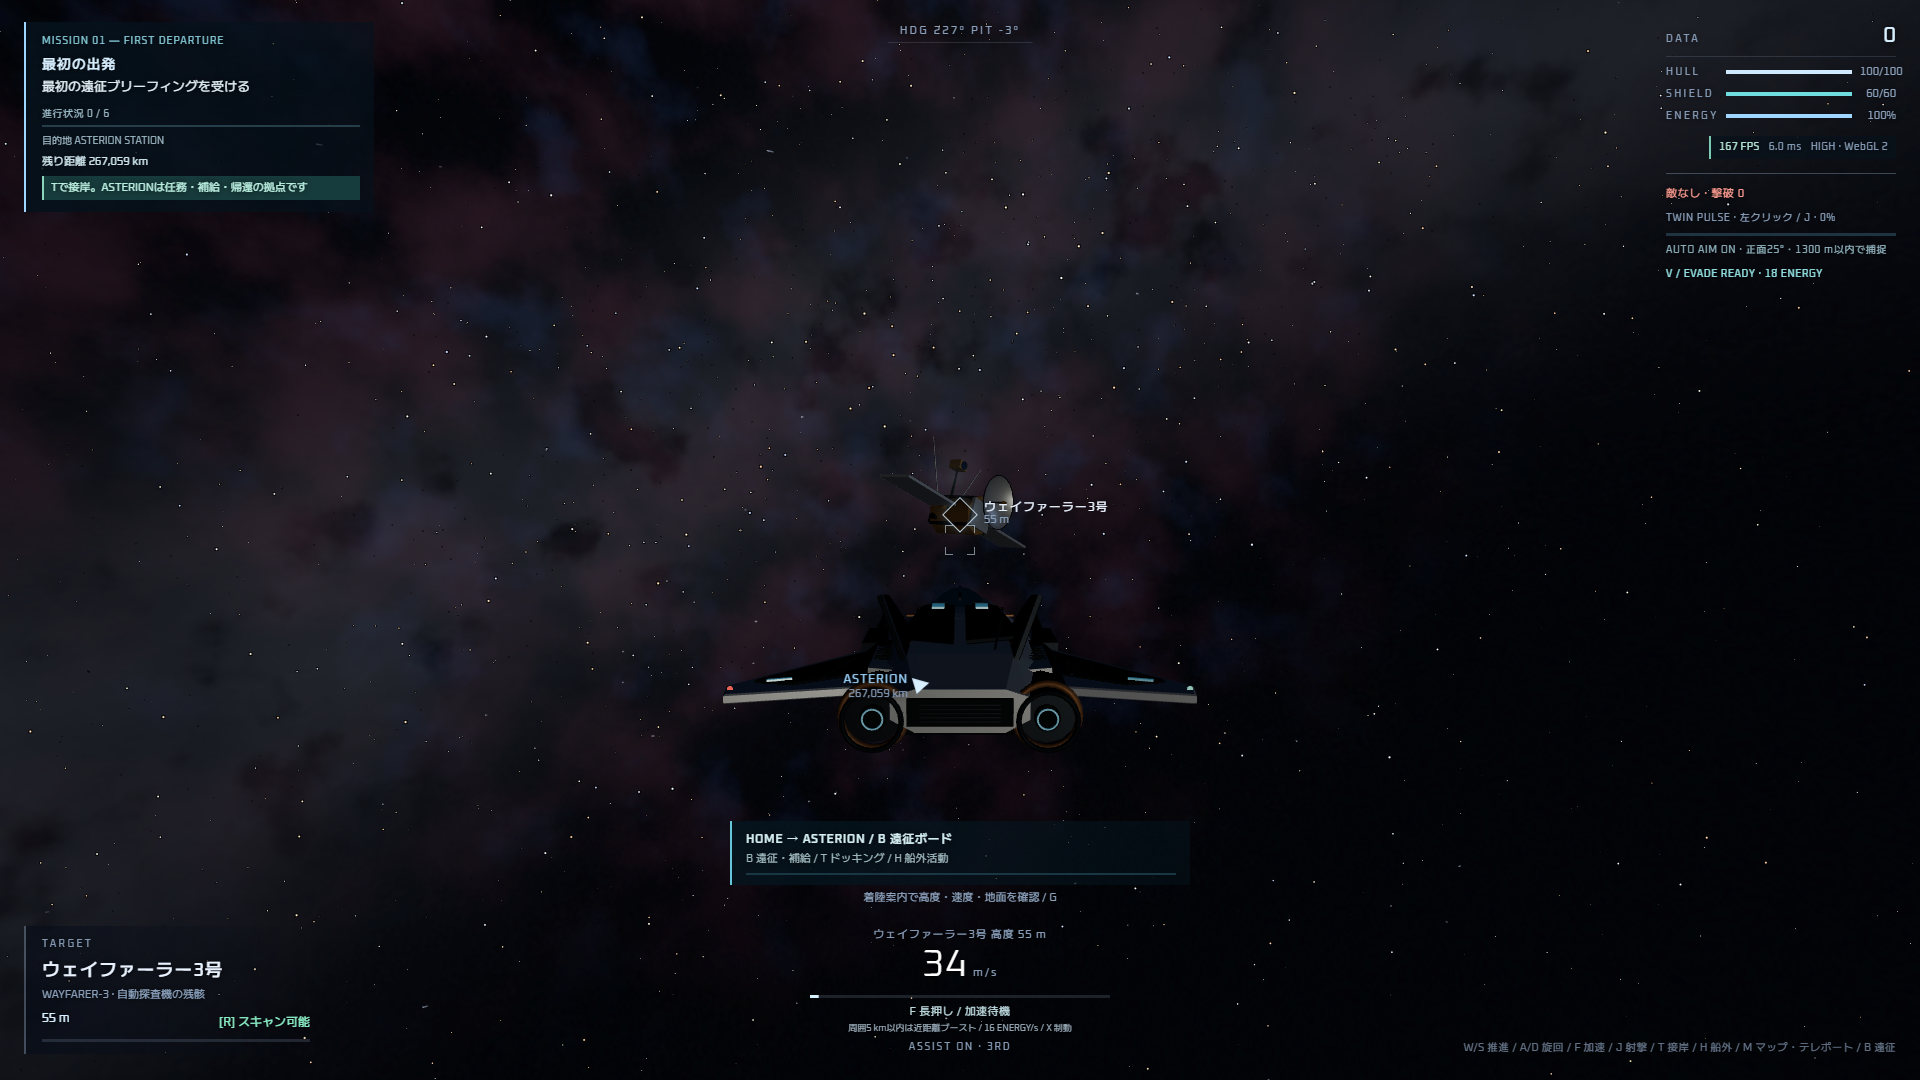 MISSION 01 — FIRST DEPARTURE
最初の出発
最初の遠征ブリーフィングを受ける
進行状況 0 / 6
目的地 ASTERION STATION
残り距離 267,059 km
Tで接岸。ASTERIONは任務・補給・帰還の拠点です
HDG 227° PIT -3°
DATA 0
HULL 100/100
SHIELD 60/60
ENERGY 100%
167 FPS 6.0 ms HIGH · WebGL 2
敵なし · 撃破 0
TWIN PULSE · 左クリック / J · 0%
AUTO AIM ON · 正面25° · 1300 m以内で捕捉
V / EVADE READY · 18 ENERGY
ウェイファーラー3号
55 m
ASTERION
267,059 km
HOME → ASTERION / B 遠征ボード
B 遠征・補給 / T ドッキング / H 船外活動
着陸案内で高度・速度・地面を確認 / G
ウェイファーラー3号 高度 55 m
34 m/s
F 長押し / 加速待機
周囲5 km以内は近距離ブースト / 16 ENERGY/s / X 制動
ASSIST ON · 3RD
TARGET
ウェイファーラー3号
WAYFARER-3 · 自動探査機の残骸
55 m
[R] スキャン可能
W/S 推進 / A/D 旋回 / F 加速 / J 射撃 / T 接岸 / H 船外 / M マップ・テレポート / B 遠征